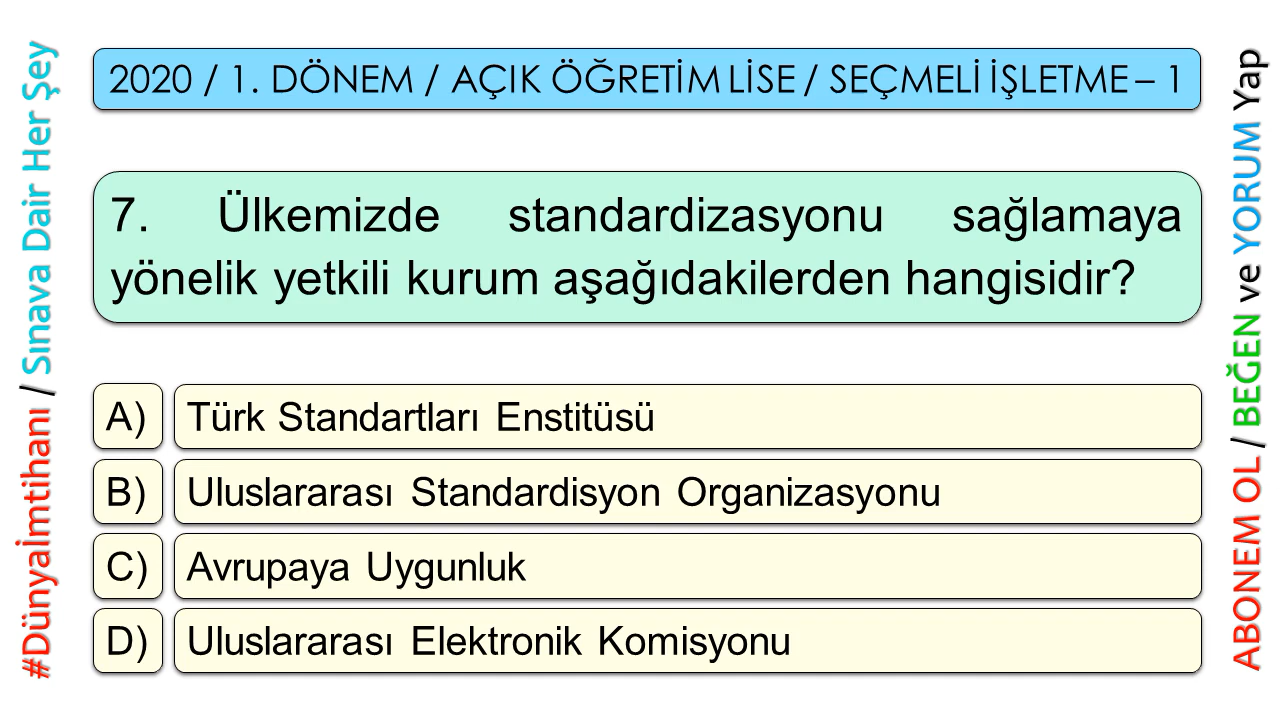 #Dünyaİmtihanı / Sınava Dair Her Şey
2020 / 1. DÖNEM / AÇIK ÖĞRETİM LİSE / SEÇMELİ İŞLETME – 1
7. Ülkemizde standardizasyonu sağlamaya
yönelik yetkili kurum aşağıdakilerden hangisidir?
A) Türk Standartları Enstitüsü
B) Uluslararası Standardisyon Organizasyonu
C) Avrupaya Uygunluk
D) Uluslararası Elektronik Komisyonu
ABONEM OL / BEĞEN ve YORUM Yap